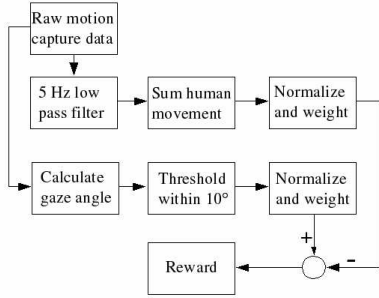 Raw motion
capture data
5 Hz low
pass filter
Sum human
movement
Normalize
and weight
Calculate
gaze angle
Threshold
within 10°
Normalize
and weight
+
-
Reward